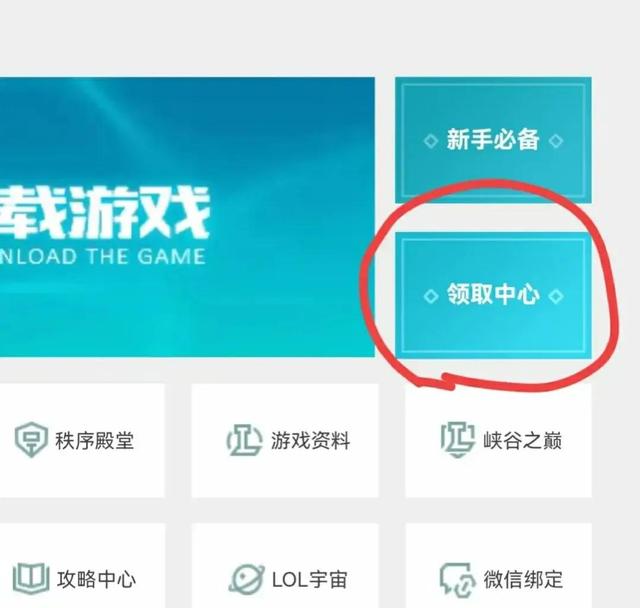 新手必备
载游戏
NLOAD THE GAME
领取中心
秩序殿堂
游戏资料
峡谷之巅
攻略中心
LOL宇宙
微信绑定